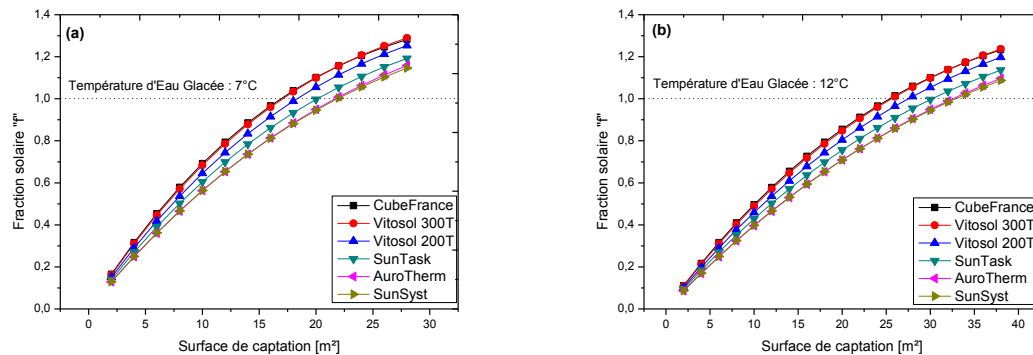 (a)
Température d'Eau Glacée : 7°C
Fraction solaire "f"
1,4
1,2
1,0
0,8
0,6
0,4
0,2
0,0
CubeFrance
Vitosol 300T
Vitosol 200T
SunTask
AuroTherm
SunSyst
0 5 10 15 20 25 30
Surface de captation [m²]
(b)
Température d'Eau Glacée : 12°C
Fraction solaire "f"
1,4
1,2
1,0
0,8
0,6
0,4
0,2
0,0
CubeFrance
Vitosol 300T
Vitosol 200T
SunTask
AuroTherm
SunSyst
0 5 10 15 20 25 30 35 40
Surface de captation [m²]